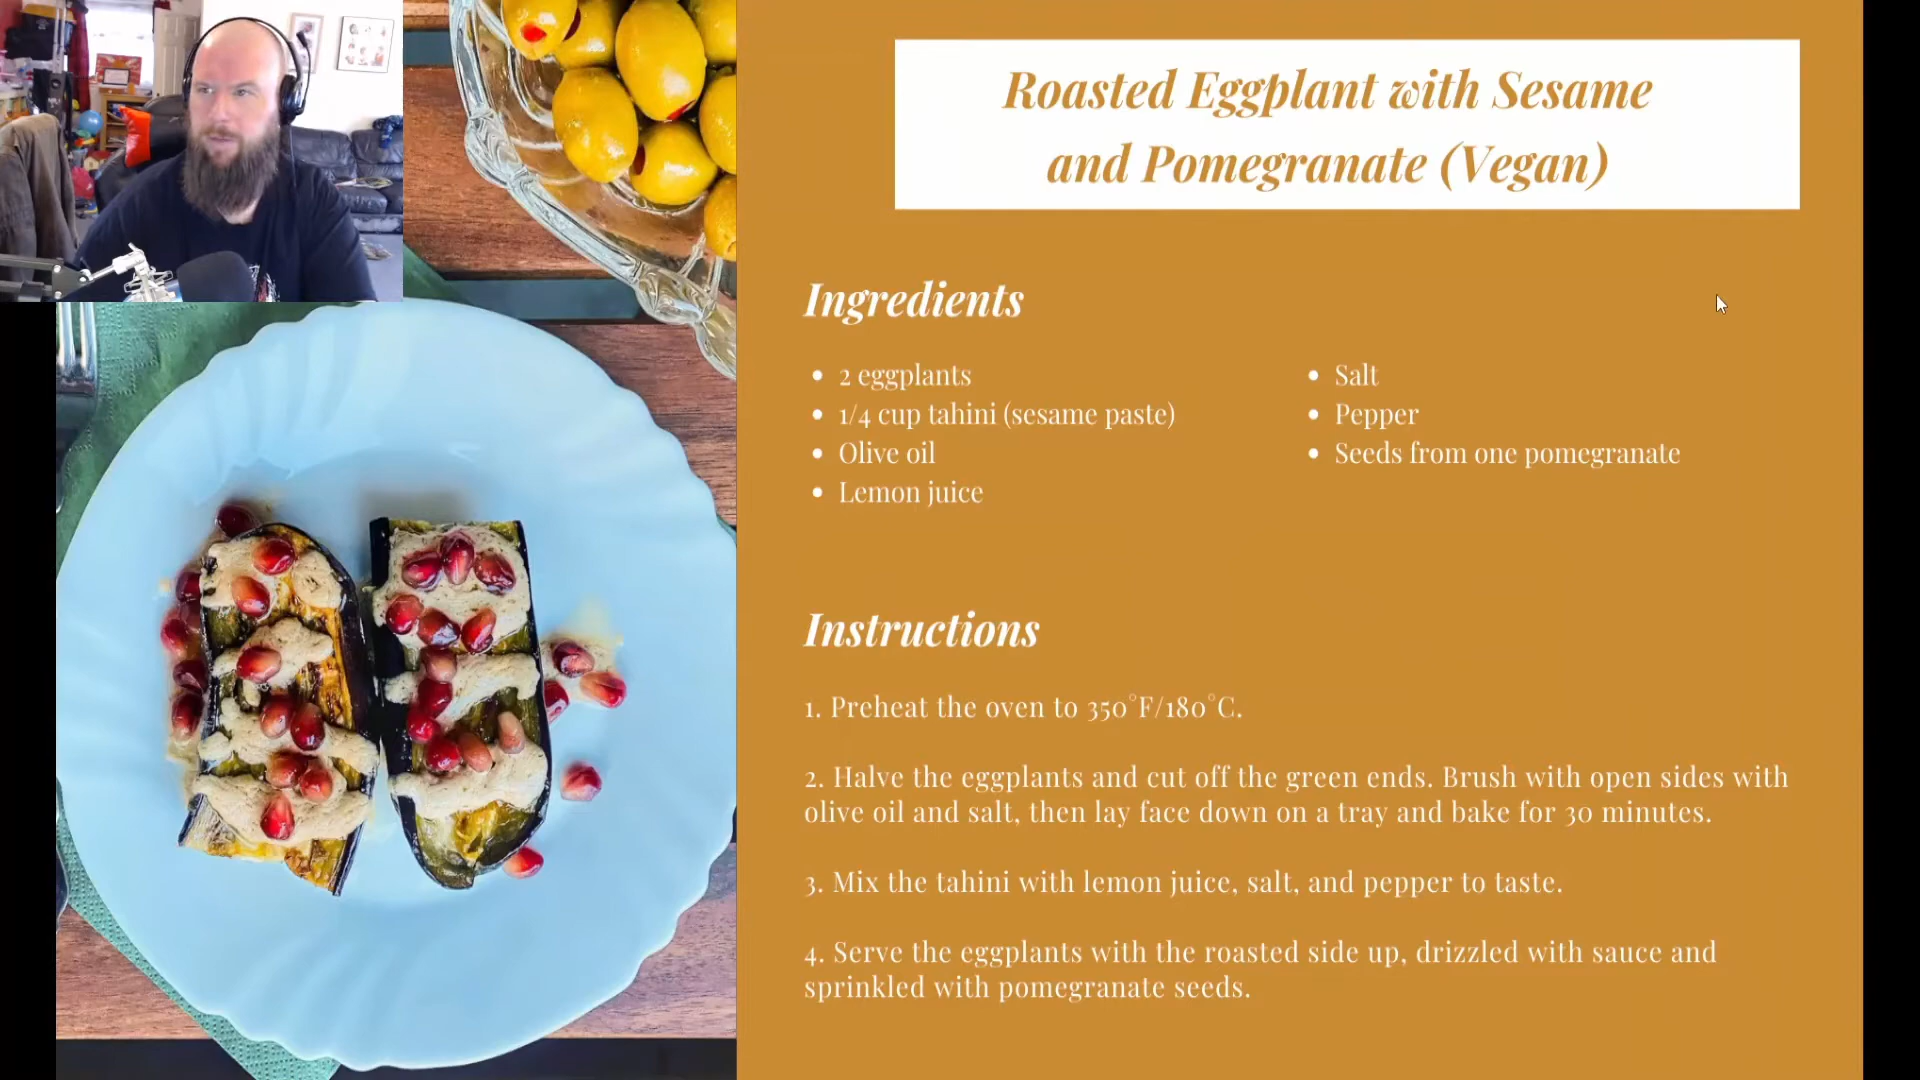 Roasted Eggplant with Sesame
and Pomegranate (Vegan)
Ingredients
• 2 eggplants
• 1/4 cup tahini (sesame paste)
• Olive oil
• Lemon juice
• Salt
• Pepper
• Seeds from one pomegranate
Instructions
1. Preheat the oven to 350°F/180°C.
2. Halve the eggplants and cut off the green ends. Brush with open sides with
olive oil and salt, then lay face down on a tray and bake for 30 minutes.
3. Mix the tahini with lemon juice, salt, and pepper to taste.
4. Serve the eggplants with the roasted side up, drizzled with sauce and
sprinkled with pomegranate seeds.